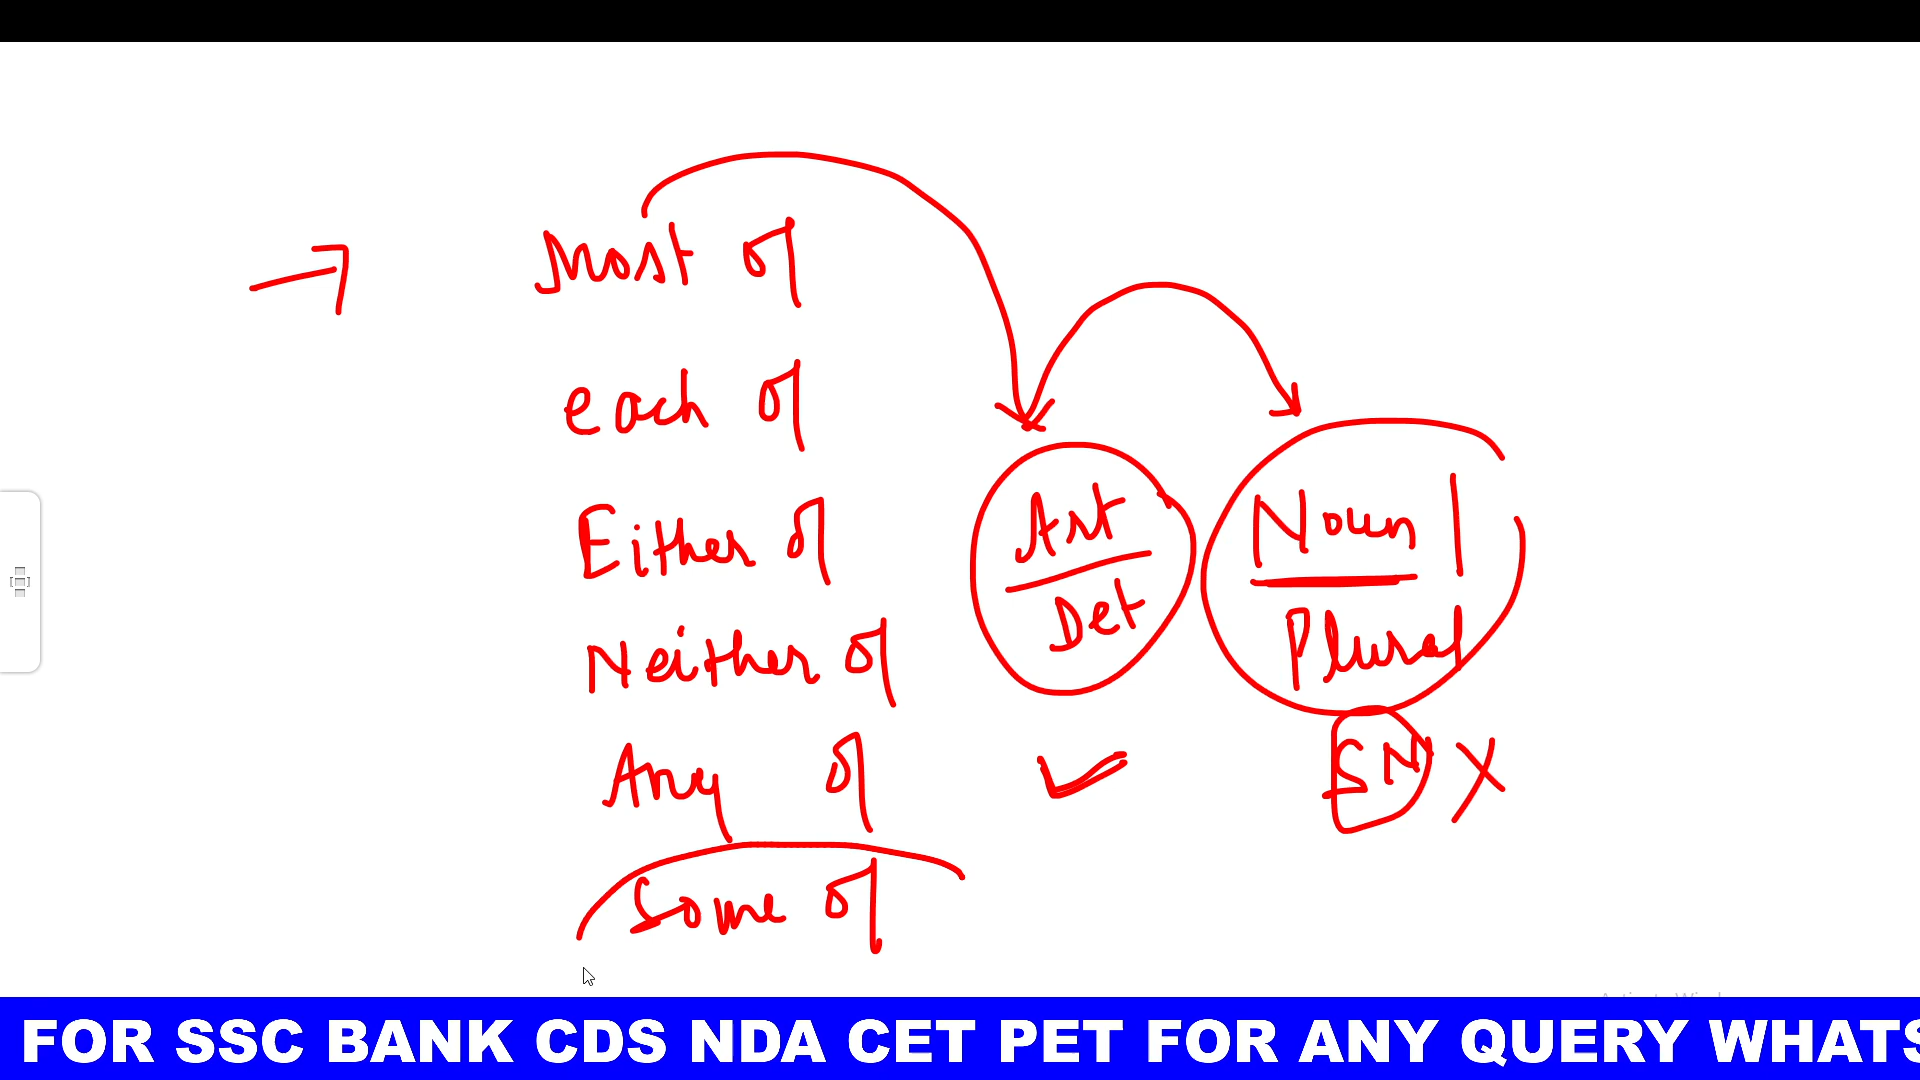 Most of
each of
Either of
Neither of
Any of
Some of
Art
Det
Noun
Plural
SN X
FOR SSC BANK CDS NDA CET PET FOR ANY QUERY WHATS